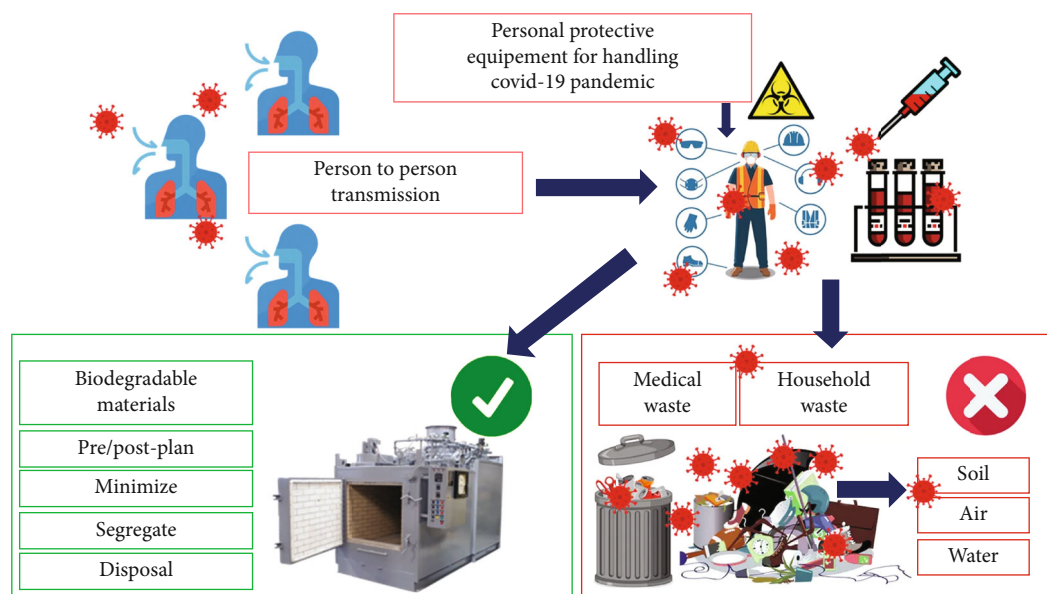 Personal protective
equipement for handling
covid-19 pandemic
Person to person
transmission
Biodegradable
materials
Pre/post-plan
Minimize
Segregate
Disposal
Medical
waste
Household
waste
Soil
Air
Water